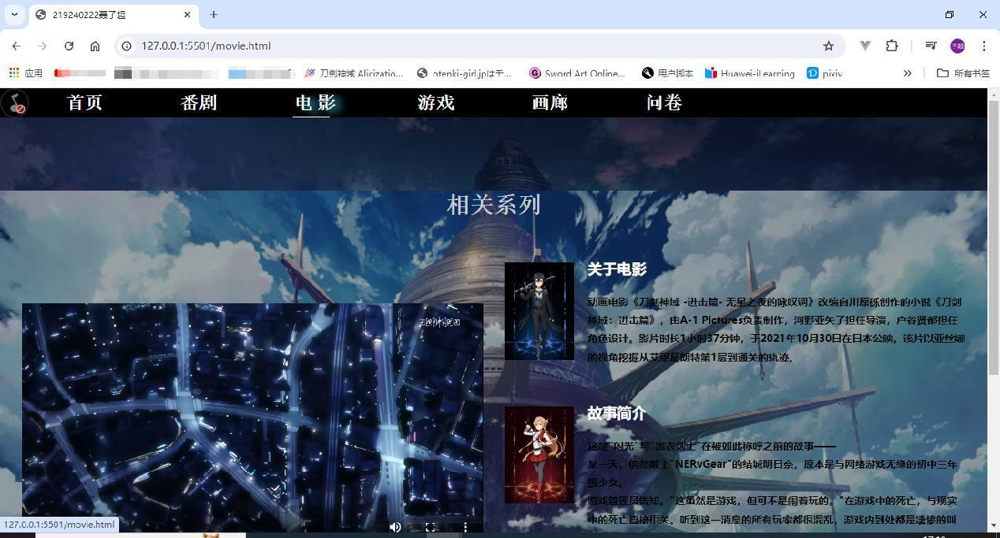 219240222聂了超
127.0.0.1:5501/movie.html
应用
刀剣神域 Alicizatio...
otenki-girl.jpは干...
Sword Art Online...
用户脚本
Huawei-iLearning
pixiv
所有书签
首页
番剧
电 影
游戏
画廊
问卷
相关系列
关于电影
动画电影《刀剑神域 -进击篇- 无星之夜的咏叹调》改编自川原砾创作的小说《刀剑
神域：进击篇》，由A-1 Pictures负责制作，河野亚矢子担任导演，户谷贤都担任
角色设计。影片时长1小时37分钟，于2021年10月30日在日本公映。该片以亚丝娜
的视角挖掘从艾恩葛朗特第1层到通关的轨迹。
故事简介
这是"闪光"与"黑衣剑士"在被如此称呼之前的故事——
某一天，偶然戴上"NERvGear"的结城明日奈，原本是与网络游戏无缘的初中三年
级少女。
游戏管理员告知。"这虽然是游戏，但可不是闹着玩的。"在游戏中的死亡，与现实
中的死亡直接相关。听到这一消息的所有玩家都很混乱，游戏内到处都是凄惨的叫
127.0.0.1:5501/movie.html